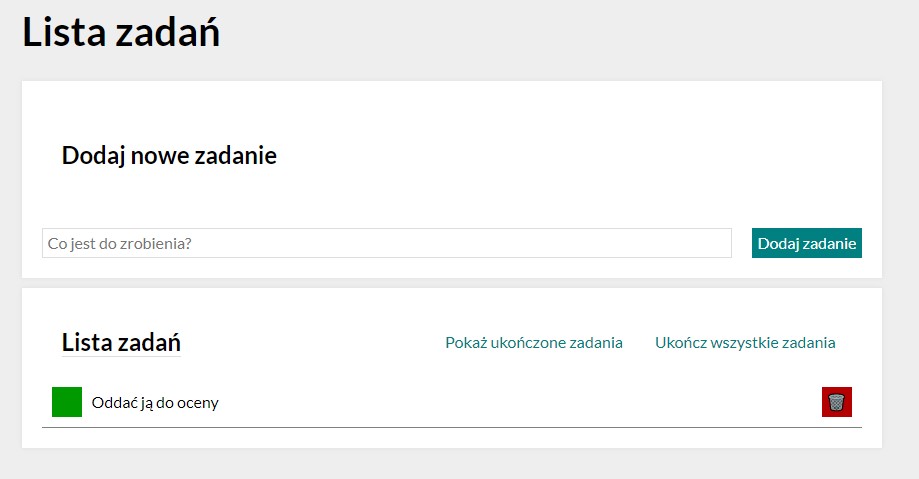 Lista zadań
Dodaj nowe zadanie
Co jest do zrobienia?
Dodaj zadanie
Lista zadań
Pokaż ukończone zadania
Ukończ wszystkie zadania
Oddać ją do oceny